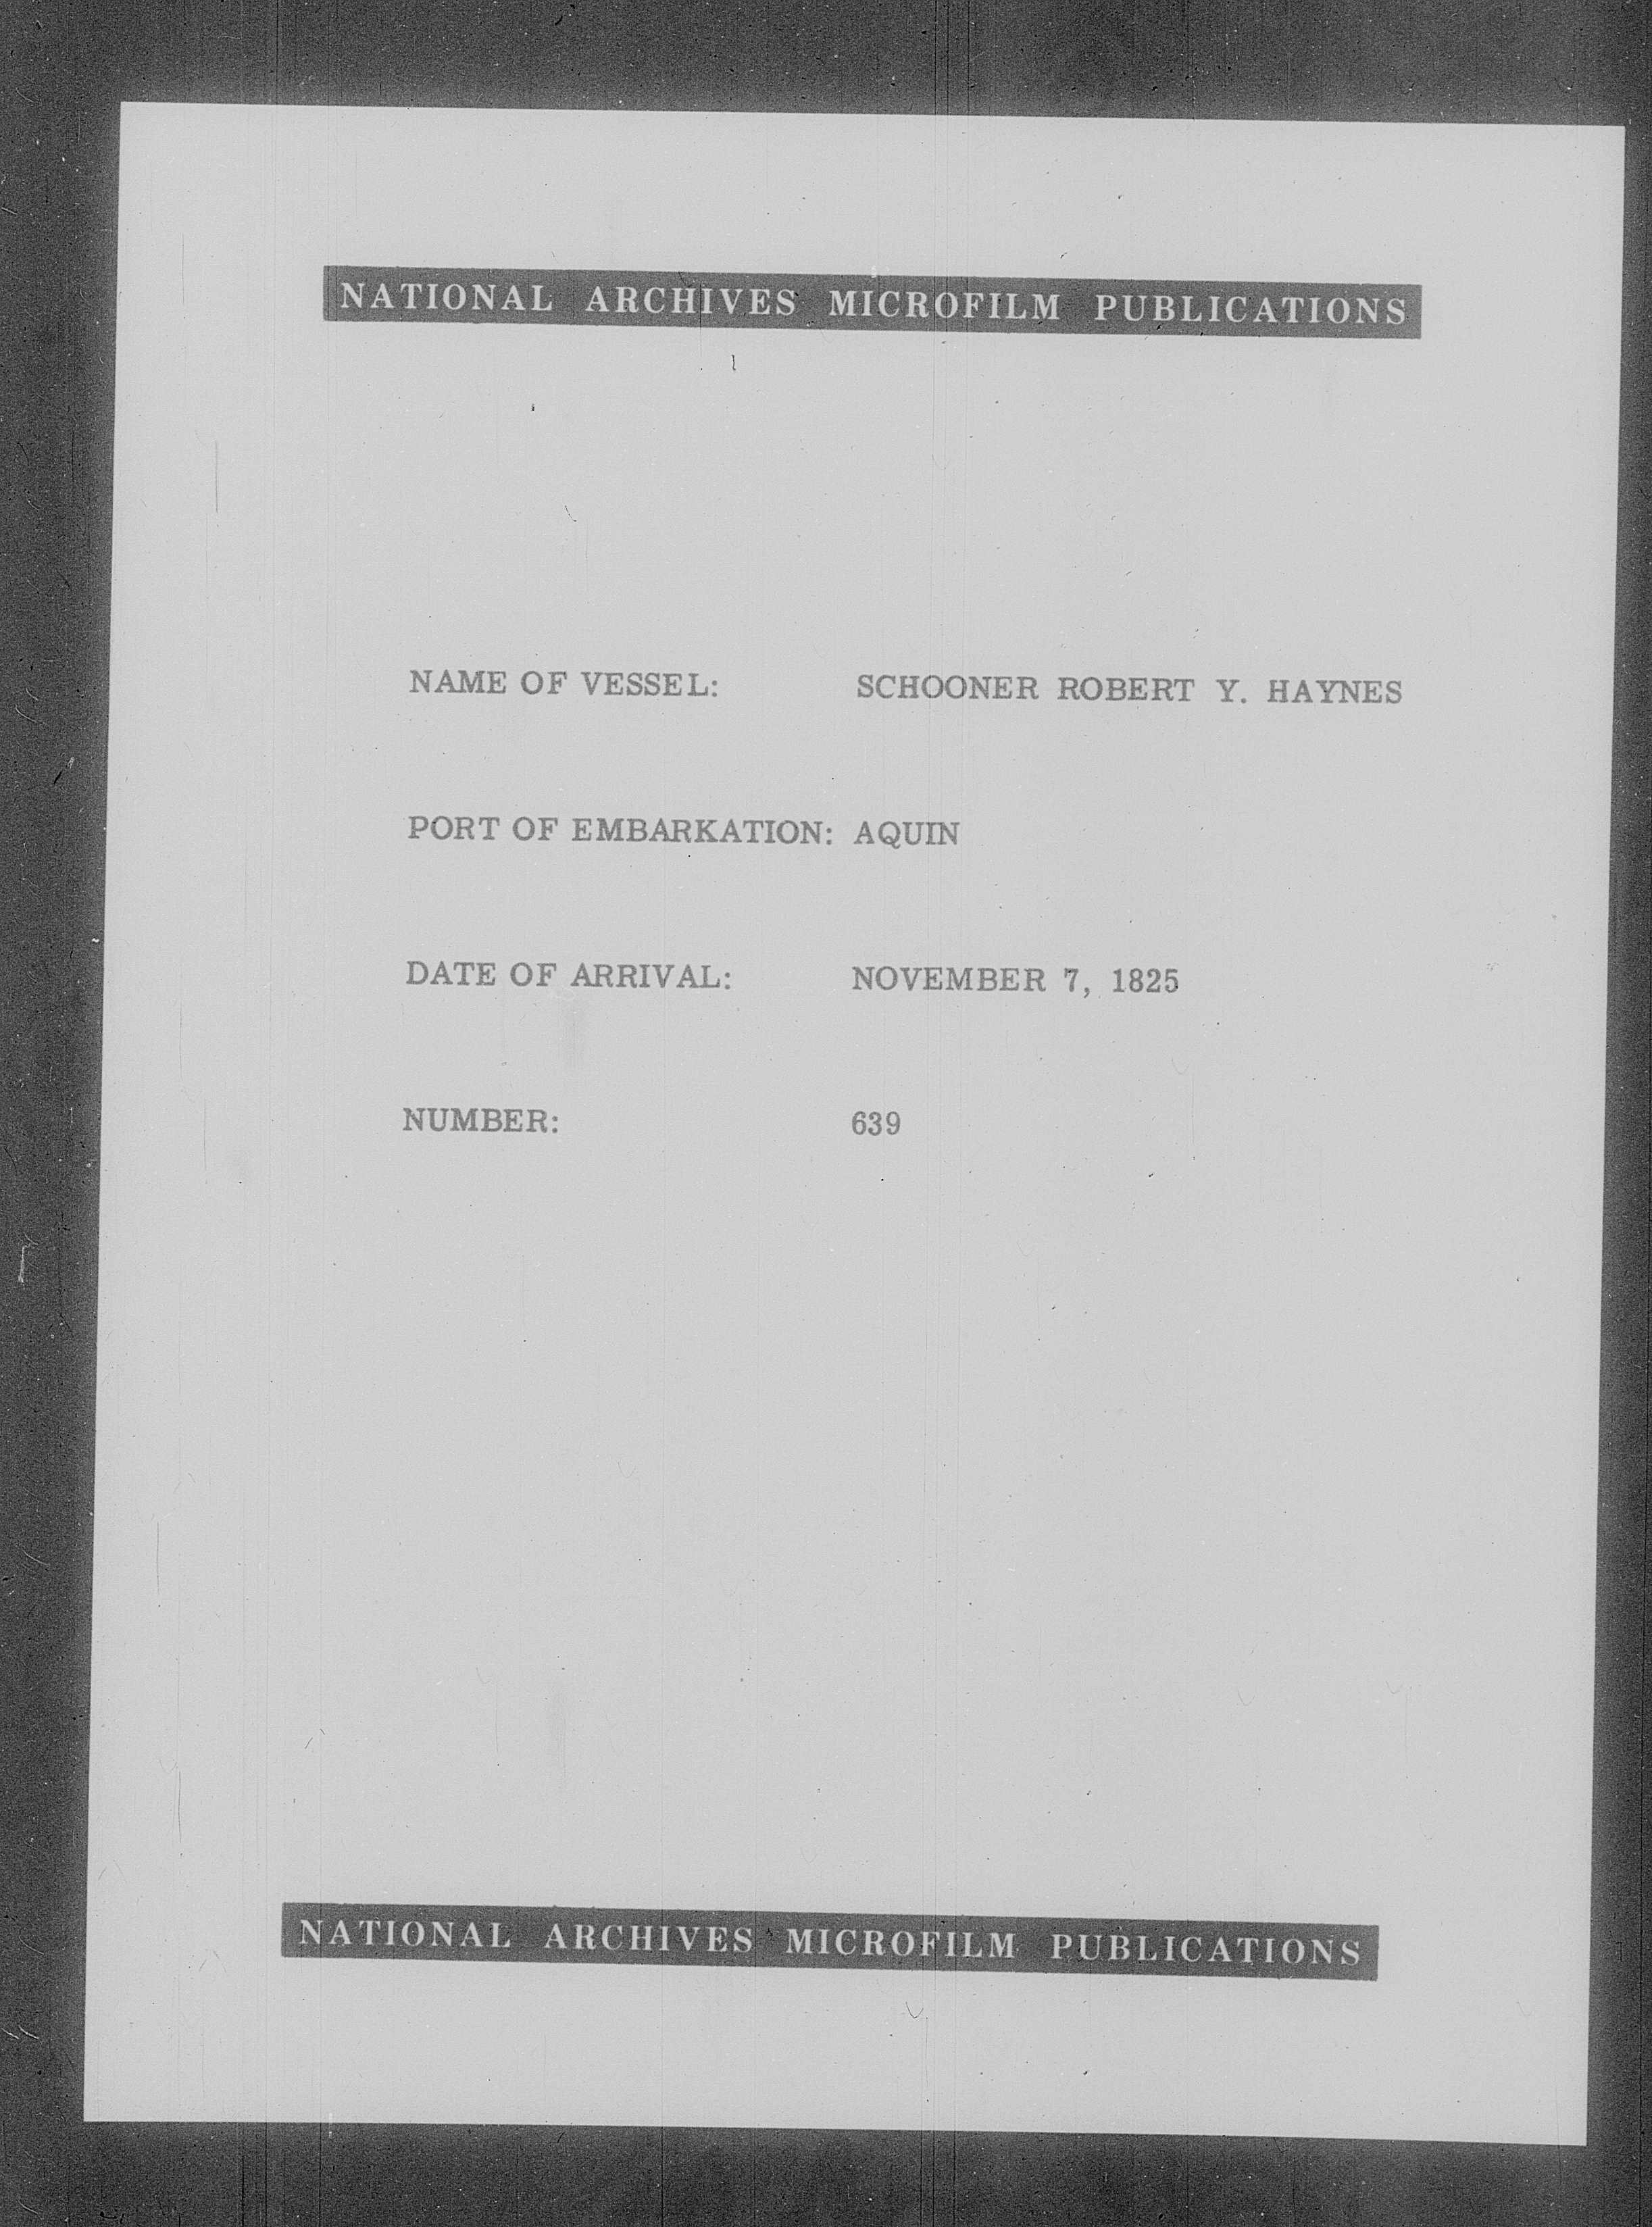 NATIONAL ARCHIVES MICROFILM PUBLICATIONS
NAME OF VESSEL: SCHOONER ROBERT Y. HAYNES
PORT OF EMBARKATION: AQUIN
DATE OF ARRIVAL: NOVEMBER 7, 1825
NUMBER: 639
NATIONAL ARCHIVES MICROFILM PUBLICATIONS